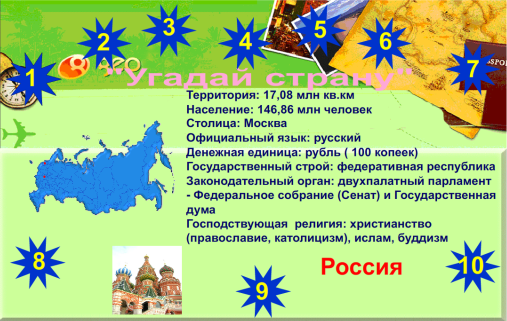 1
2
3
4
5
6
7
"Угадай страну"
Территория: 17,08 млн кв.км
Население: 146,86 млн человек
Столица: Москва
Официальный язык: русский
Денежная единица: рубль ( 100 копеек)
Государственный строй: федеративная республика
Законодательный орган: двухпалатный парламент
- Федеральное собрание (Сенат) и Государственная
дума
Господствующая религия: христианство
(православие, католицизм), ислам, буддизм
Россия
8
9
10